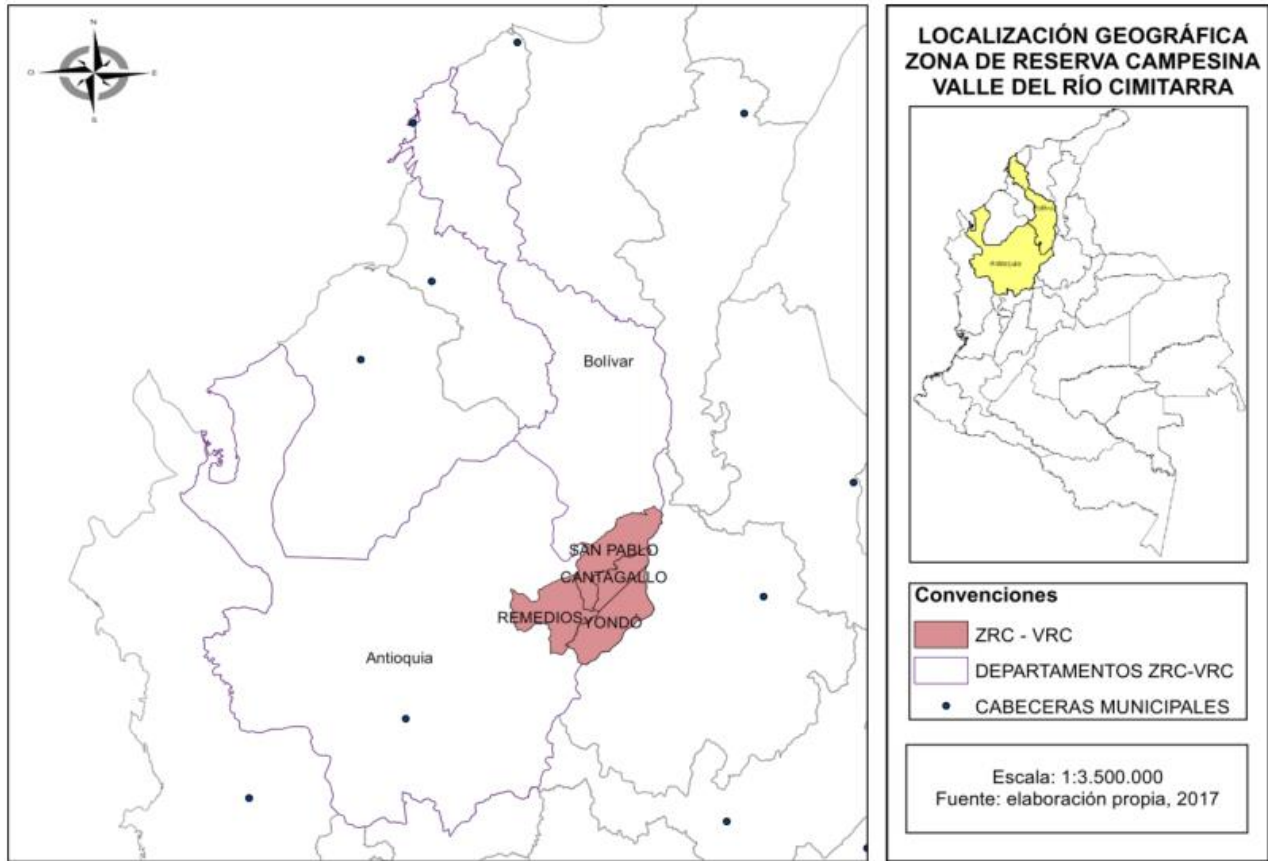 N
O
E
S
Bolívar
SAN PABLO
CANTAGALLO
REMEDIOS
YONDÓ
Antioquia
LOCALIZACIÓN GEOGRÁFICA
ZONA DE RESERVA CAMPESINA
VALLE DEL RÍO CIMITARRA
Convenciones
ZRC - VRC
DEPARTAMENTOS ZRC-VRC
CABECERAS MUNICIPALES
Escala: 1:3.500.000
Fuente: elaboración propia, 2017